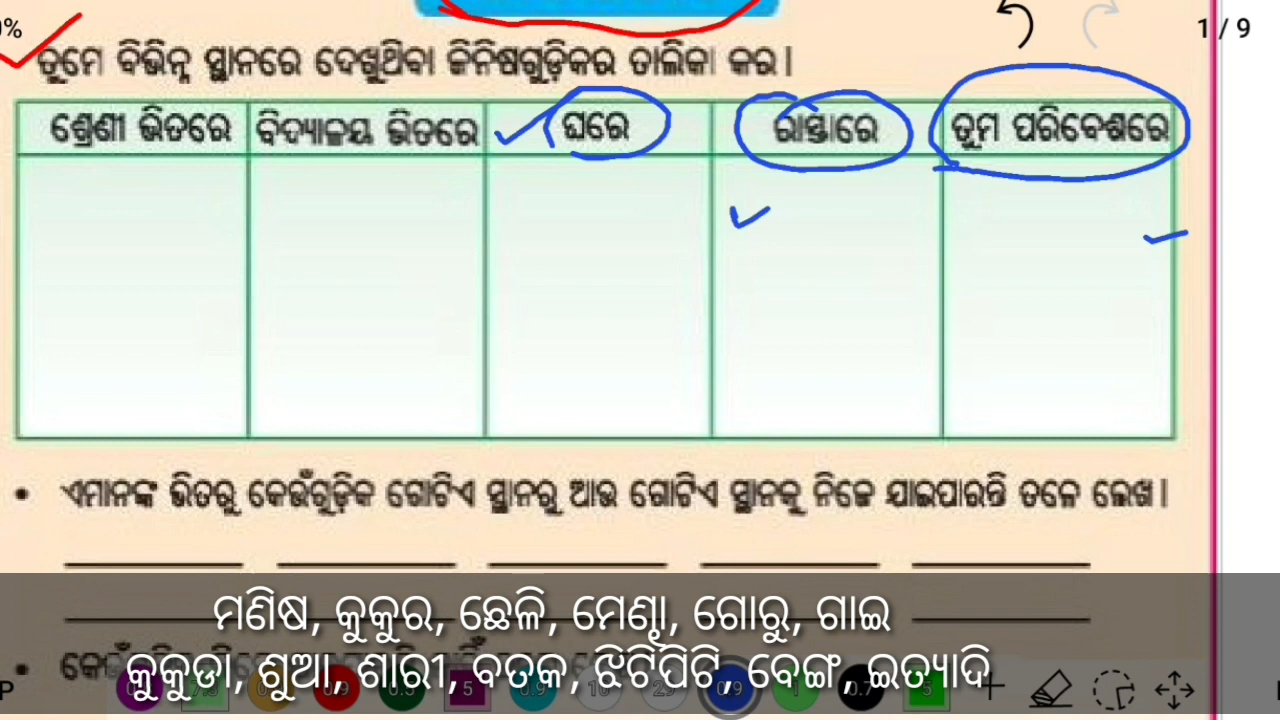 1 / 9
ତୁମେ ବିଭିନ୍ନ ସ୍ଥାନରେ ଦେଖୁଥିବା ଜିନିଷଗୁଡ଼ିକର ତାଲିକା କର।
ଶ୍ରେଣୀ ଭିତରେ ବିଦ୍ୟାଳୟ ଭିତରେ ଘରେ ରାସ୍ତାରେ ତୁମ ପରିବେଶରେ
• ଏମାନଙ୍କ ଭିତରୁ କେଉଁଗୁଡ଼ିକ ଗୋଟିଏ ସ୍ଥାନରୁ ଆଉ ଗୋଟିଏ ସ୍ଥାନକୁ ନିଜେ ଯାଇପାରନ୍ତି ତଳେ ଲେଖ।
ମଣିଷ, କୁକୁର, ଛେଳି, ମେଣ୍ଢା, ଗୋରୁ, ଗାଇ
କୁକୁଡା, ଶୁଆ, ଶାରୀ, ବତକ, ଝିଟିପିଟି, ବେଙ୍ଗ, ଇତ୍ୟାଦି